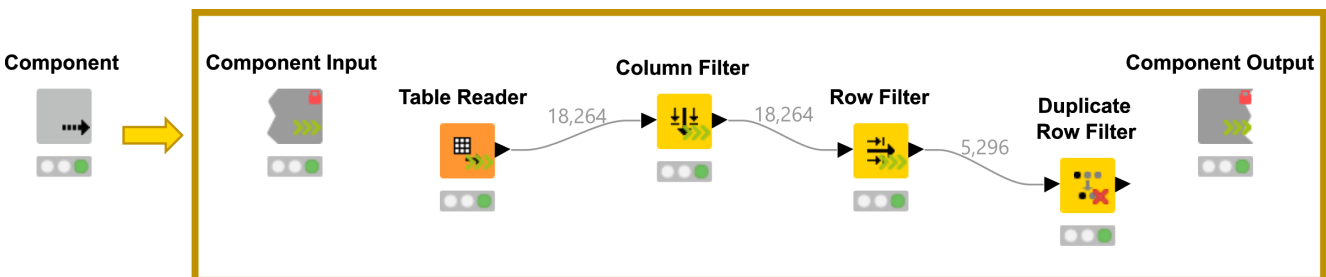 Component
Component Input
Table Reader
18,264
Column Filter
18,264
Row Filter
5,296
Duplicate
Row Filter
Component Output